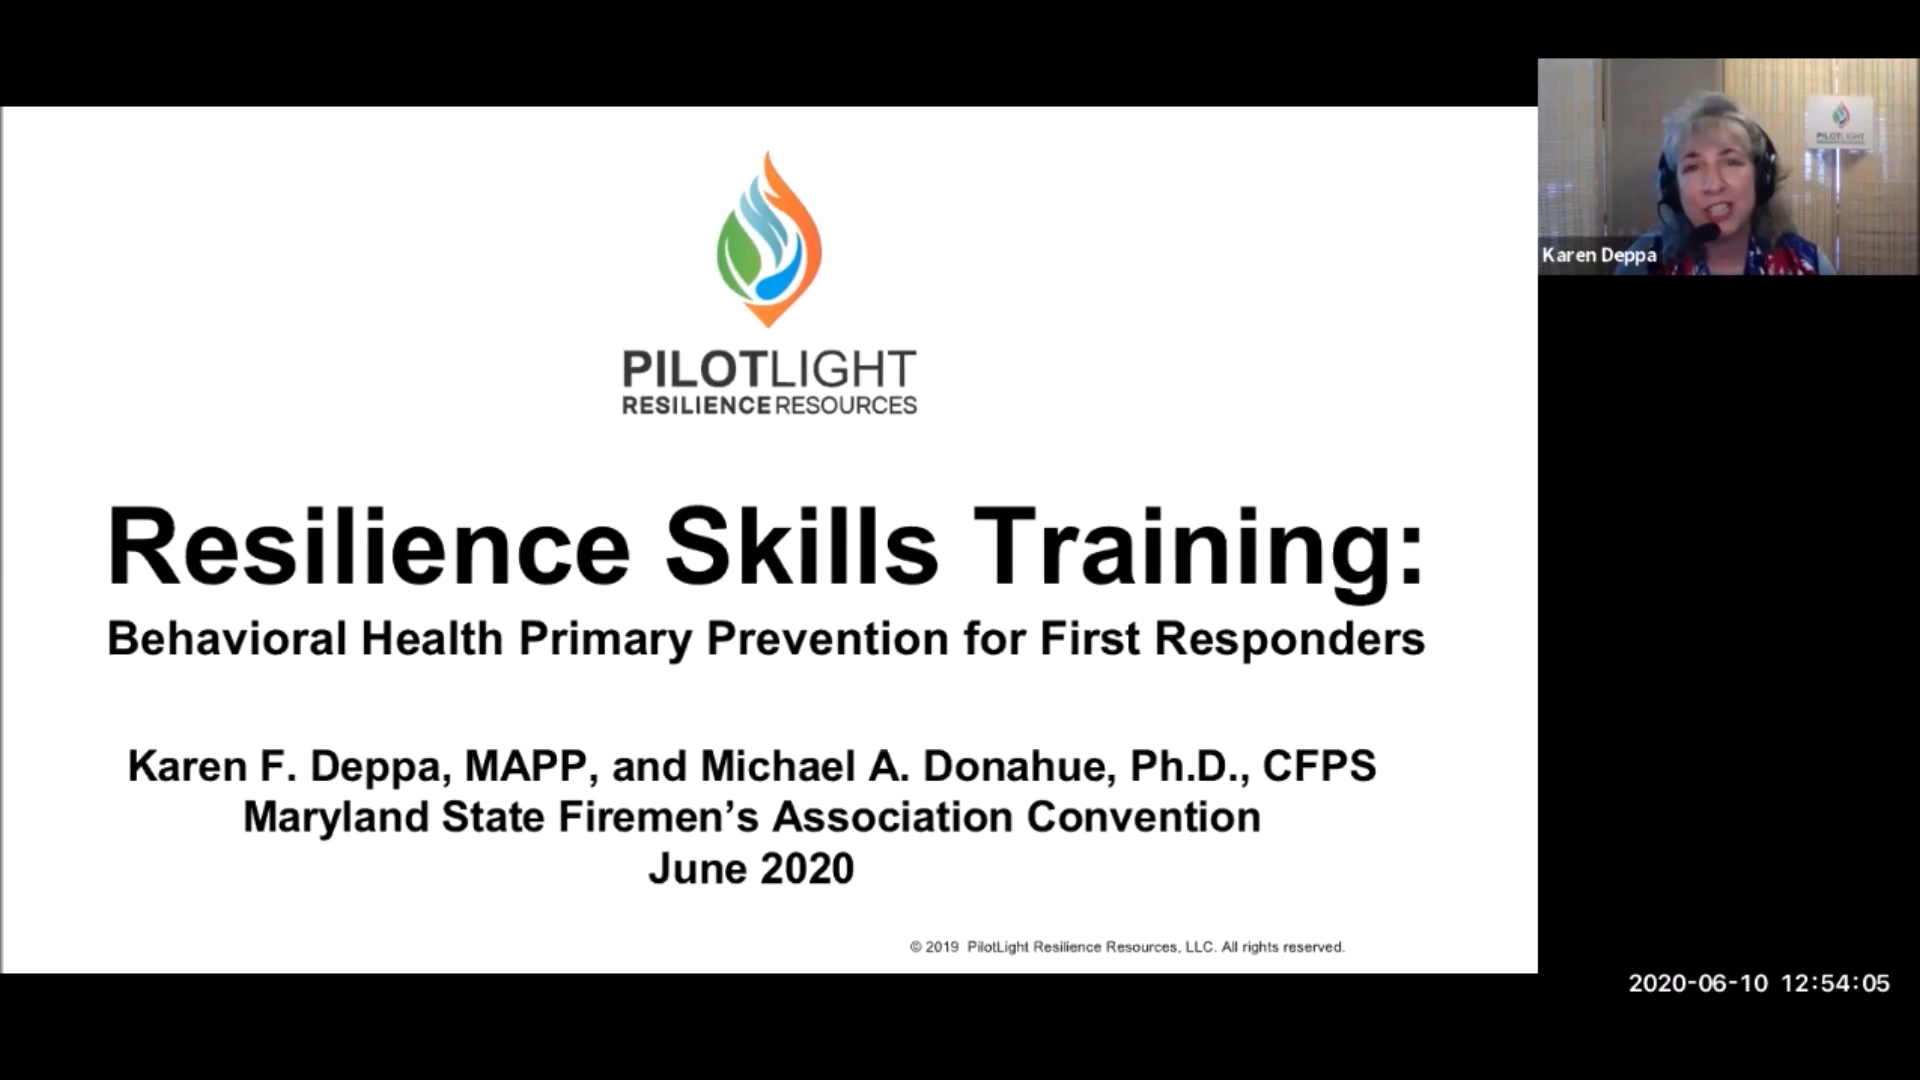 PILOTLIGHT
RESILIENCE RESOURCES
Resilience Skills Training:
Behavioral Health Primary Prevention for First Responders
Karen F. Deppa, MAPP, and Michael A. Donahue, Ph.D., CFPS
Maryland State Firemen’s Association Convention
June 2020
© 2019 PilotLight Resilience Resources, LLC. All rights reserved.
PILOTLIGHT
Karen Deppa
2020-06-10 12:54:05